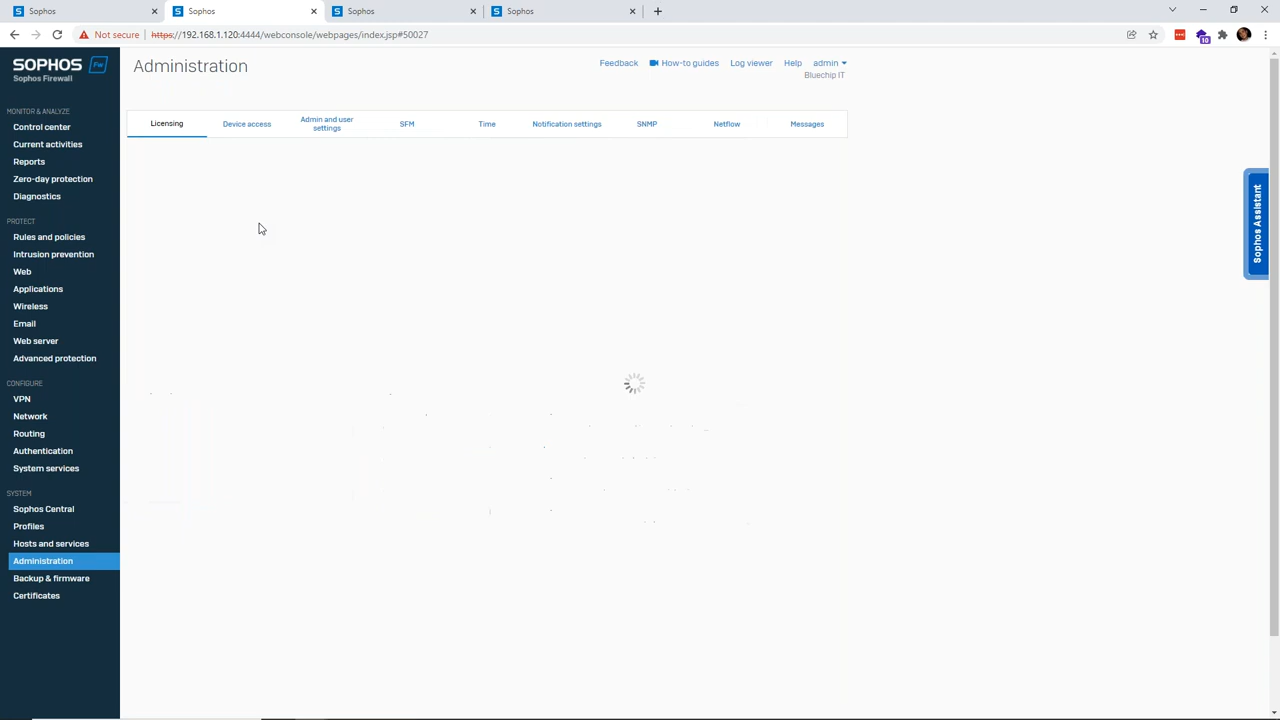 Sophos
Sophos
Sophos
Sophos
Not secure https://192.168.1.120:4444/webconsole/webpages/index.jsp#50027
10
SOPHOS Fw
Sophos Firewall
MONITOR & ANALYZE
Control center
Current activities
Reports
Zero-day protection
Diagnostics
PROTECT
Rules and policies
Intrusion prevention
Web
Applications
Wireless
Email
Web server
Advanced protection
CONFIGURE
VPN
Network
Routing
Authentication
System services
SYSTEM
Sophos Central
Profiles
Hosts and services
Administration
Backup & firmware
Certificates
Administration
Feedback How-to guides Log viewer Help admin
Bluechip IT
Licensing Device access Admin and user settings SFM Time Notification settings SNMP Netflow Messages
Sophos Assistant